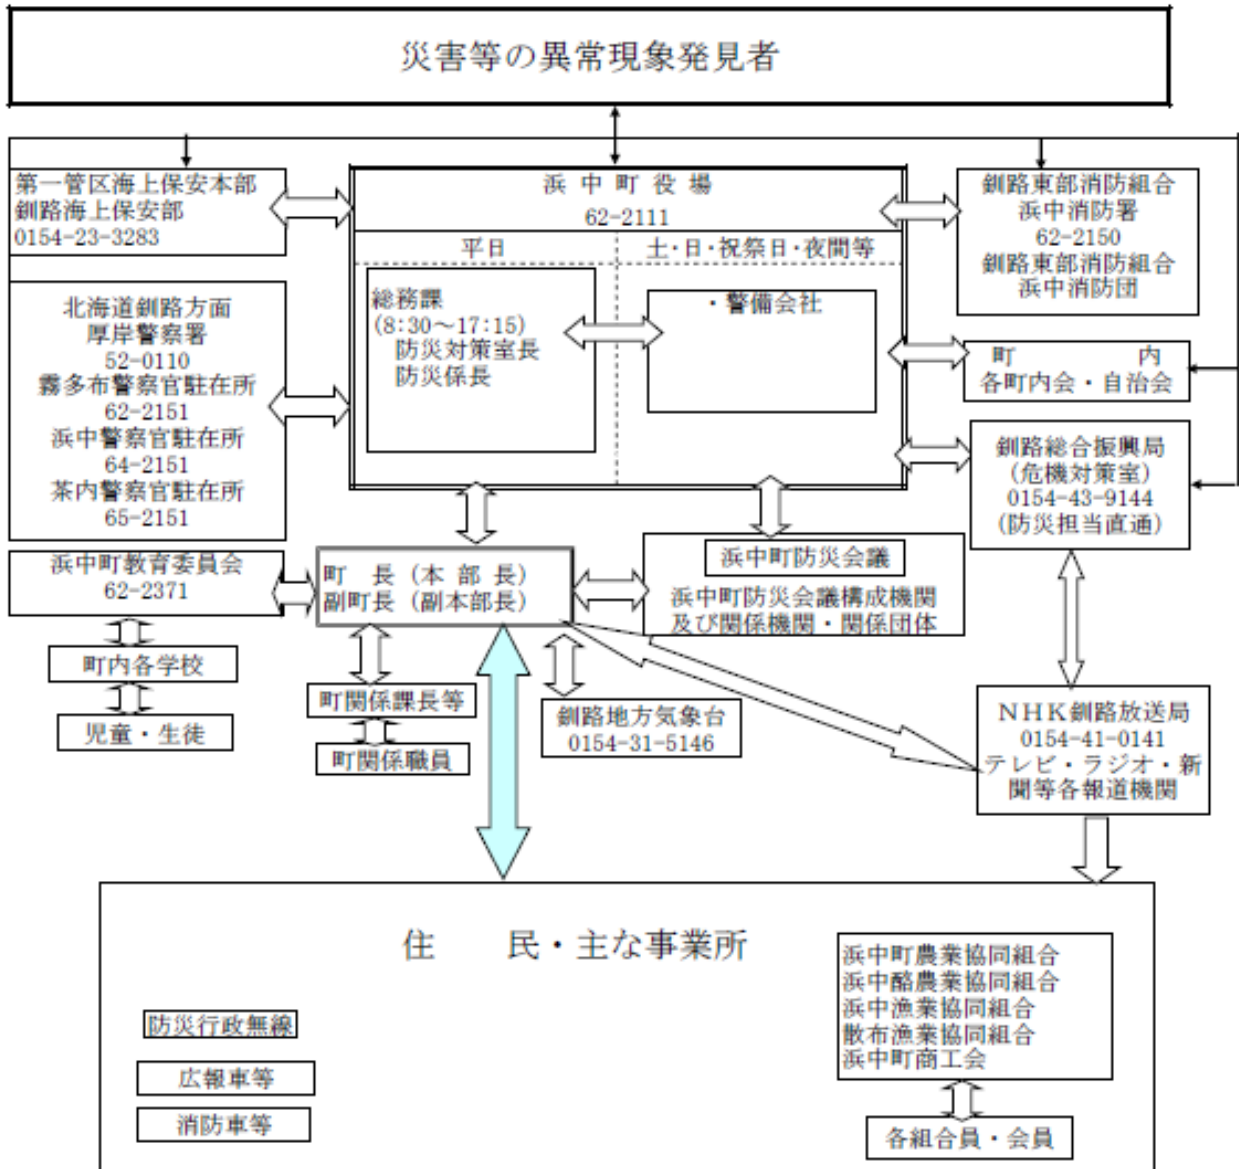 災害等の異常現象発見者
第一管区海上保安本部
釧路海上保安部
0154-23-3283
浜中町役場
62-2111
平日
土・日・祝祭日・夜間等
総務課
(8:30～17:15)
防災対策室長
防災係長
・警備会社
釧路東部消防組合
浜中消防署
62-2150
釧路東部消防組合
浜中消防団
北海道釧路方面
厚岸警察署
52-0110
霧多布警察官駐在所
62-2151
浜中警察官駐在所
64-2151
茶内警察官駐在所
65-2151
町　　　　内
各町内会・自治会
釧路総合振興局
(危機対策室)
0154-43-9144
(防災担当直通)
浜中町教育委員会
62-2371
町内各学校
児童・生徒
町　長（本 部 長）
副町長（副本部長）
浜中町防災会議
浜中町防災会議構成機関
及び関係機関・関係団体
町関係課長等
町関係職員
釧路地方気象台
0154-31-5146
ＮＨＫ釧路放送局
0154-41-0141
テレビ・ラジオ・新
聞等各報道機関
住　　民・主な事業所
防災行政無線
広報車等
消防車等
浜中町農業協同組合
浜中酪農業協同組合
浜中漁業協同組合
散布漁業協同組合
浜中町商工会
各組合員・会員